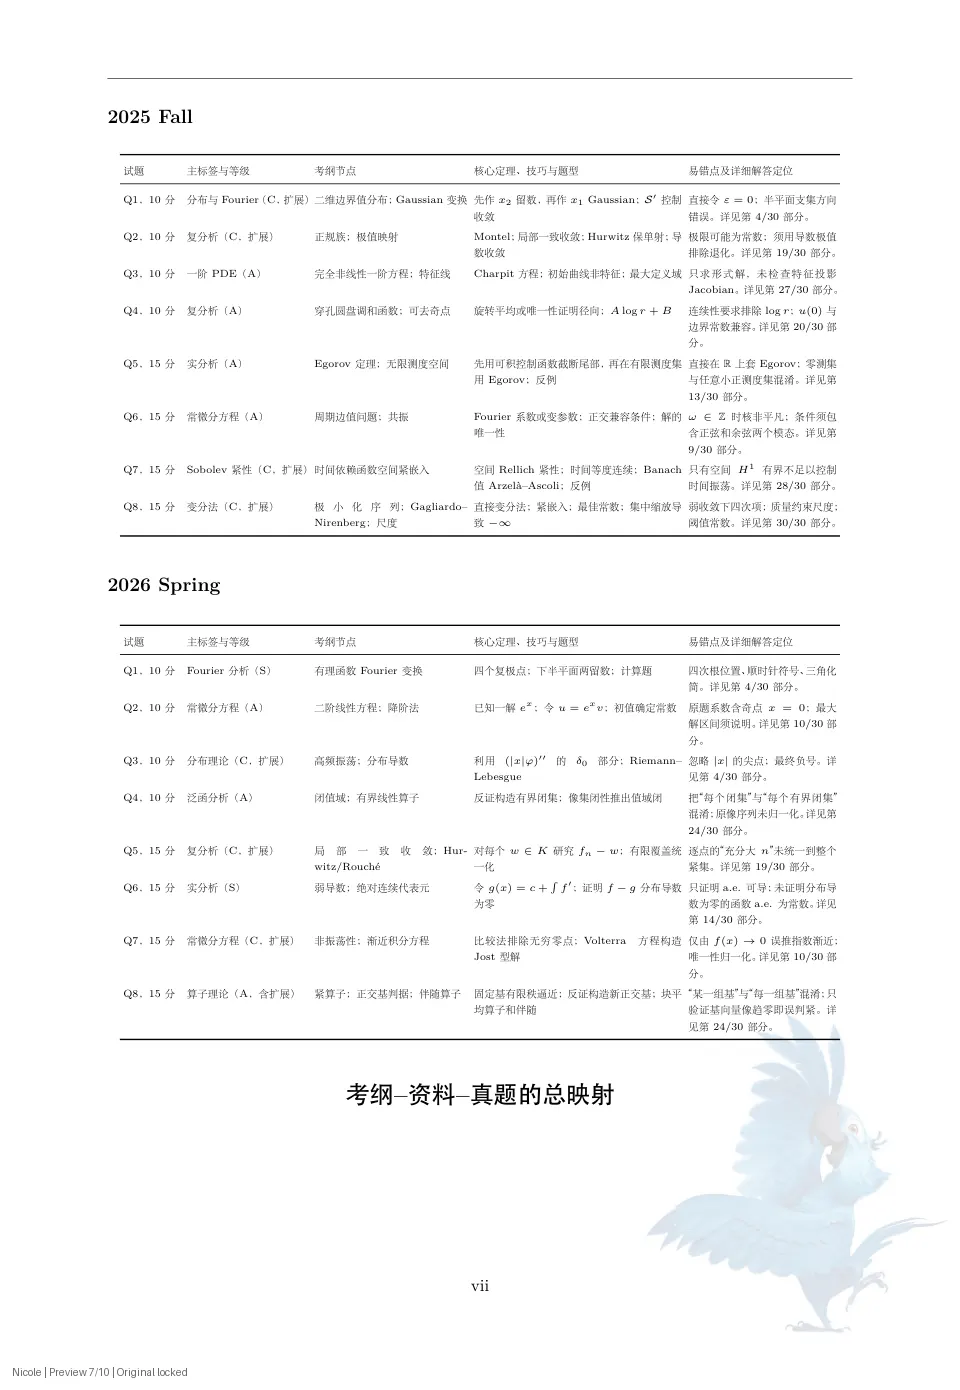 2025 Fall
试题 主标签与等级 考纲节点 核心定理、技巧与题型 易错点及详细解答定位
Q1，10 分 分布与 Fourier（C，扩展） 二维边界值分布；Gaussian 变换 先作 x₂ 留数，再作 x₁ Gaussian；S′ 控制 直接令 ε = 0；半平面支集方向
收敛 错误。详见第 4/30 部分。
Q2，10 分 复分析（C，扩展） 正规族；极值映射 Montel；局部一致收敛；Hurwitz 保单射；导 极限可能为常数；须用导数极值
数收敛 排除退化。详见第 19/30 部分。
Q3，10 分 一阶 PDE（A） 完全非线性一阶方程；特征线 Charpit 方程；初始曲线非特征；最大定义域 只求形式解，未检查特征投影
Jacobian。详见第 27/30 部分。
Q4，10 分 复分析（A） 穿孔圆盘调和函数；可去奇点 旋转平均或唯一性证明径向；A log r + B 连续性要求排除 log r；u(0) 与
边界常数兼容。详见第 20/30 部
分。
Q5，15 分 实分析（A） Egorov 定理；无限测度空间 先用可积控制函数截断尾部，再在有限测度集 直接在 ℝ 上套 Egorov；零测集
用 Egorov；反例 与任意小正测度集混淆。详见第
13/30 部分。
Q6，15 分 常微分方程（A） 周期边值问题；共振 Fourier 系数或变参数；正交兼容条件；解的 ω ∈ ℤ 时核非平凡；条件须包
唯一性 含正弦和余弦两个模态。详见第
9/30 部分。
Q7，15 分 Sobolev 紧性（C，扩展） 时间依赖函数空间紧嵌入 空间 Rellich 紧性；时间等度连续；Banach 只有空间 H¹ 有界不足以控制
值 Arzelà–Ascoli；反例 时间振荡。详见第 28/30 部分。
Q8，15 分 变分法（C，扩展） 极小化序列；Gagliardo– 直接变分法；紧嵌入；最佳常数；集中缩放导 弱收敛下四次项；质量约束尺度；
Nirenberg；尺度 致 −∞ 阈值常数。详见第 30/30 部分。
2026 Spring
试题 主标签与等级 考纲节点 核心定理、技巧与题型 易错点及详细解答定位
Q1，10 分 Fourier 分析（S） 有理函数 Fourier 变换 四个复极点；下半平面两留数；计算题 四次根位置、顺时针符号、三角化
简。详见第 4/30 部分。
Q2，10 分 常微分方程（A） 二阶线性方程；降阶法 已知一解 eˣ；令 u = eˣv；初值确定常数 原题系数含奇点 x = 0；最大
解区间须说明。详见第 10/30 部
分。
Q3，10 分 分布理论（C，扩展） 高频振荡；分布导数 利用 (|x|φ)′′ 的 δ₀ 部分；Riemann– 忽略 |x| 的尖点；最终负号。详
Lebesgue 见第 4/30 部分。
Q4，10 分 泛函分析（A） 闭值域；有界线性算子 反证构造有界闭集；像集闭性推出值域闭 把“每个闭集”与“每个有界闭集”
混淆；原像序列未归一化。详见第
24/30 部分。
Q5，15 分 复分析（C，扩展） 局部一致收敛；Hur- 对每个 w ∈ K 研究 fₙ − w；有限覆盖统 逐点的“充分大 n”未统一到整个
witz/Rouché 一化 紧集。详见第 19/30 部分。
Q6，15 分 实分析（S） 弱导数；绝对连续代表元 令 g(x) = c + ∫ f′；证明 f − g 分布导数 只证明 a.e. 可导；未证明分布导
为零 数为零的函数 a.e. 为常数。详见
第 14/30 部分。
Q7，15 分 常微分方程（C，扩展） 非振荡性；渐近积分方程 比较法排除无穷零点；Volterra 方程构造 仅由 f(x) → 0 误推指数渐近；
Jost 型解 唯一性归一化。详见第 10/30 部
分。
Q8，15 分 算子理论（A，含扩展） 紧算子；正交基判据；伴随算子 固定基有限秩逼近；反证构造新正交基；块平 “某一组基”与“每一组基”混淆；只
均算子和伴随 验证基向量像趋零即误判紧。详
见第 24/30 部分。
考纲–资料–真题的总映射
vii
Nicole | Preview 7/10 | Original locked